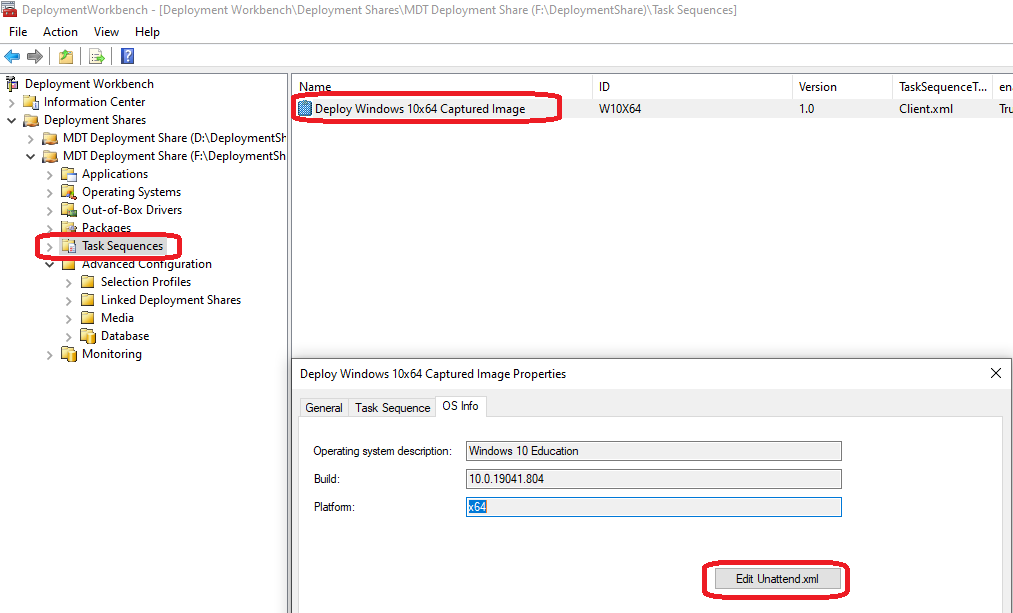 DeploymentWorkbench - [Deployment Workbench\Deployment Shares\MDT Deployment Share (F:\DeploymentShare)\Task Sequences]
File Action View Help
Deployment Workbench
Information Center
Deployment Shares
MDT Deployment Share (D:\DeploymentSh
MDT Deployment Share (F:\DeploymentSh
Applications
Operating Systems
Out-of-Box Drivers
Packages
Task Sequences
Advanced Configuration
Selection Profiles
Linked Deployment Shares
Media
Database
Monitoring
Name ID Version TaskSequenceT... en
Deploy Windows 10x64 Captured Image W10X64 1.0 Client.xml Tru
Deploy Windows 10x64 Captured Image Properties
General Task Sequence OS Info
Operating system description: Windows 10 Education
Build: 10.0.19041.804
Platform: x64
Edit Unattend.xml